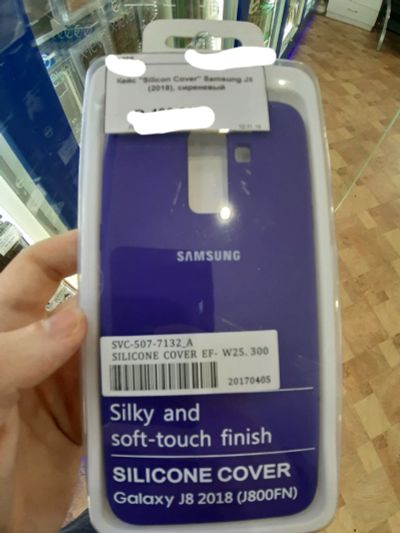 Кейс "Silicon Cover" Samsung J8
(2018), сиреневый
SAMSUNG
SVC-507-7132_A
SILICONE COVER EF- W25.300
20170405
Silky and
soft-touch finish
SILICONE COVER
Galaxy J8 2018 (J800FN)